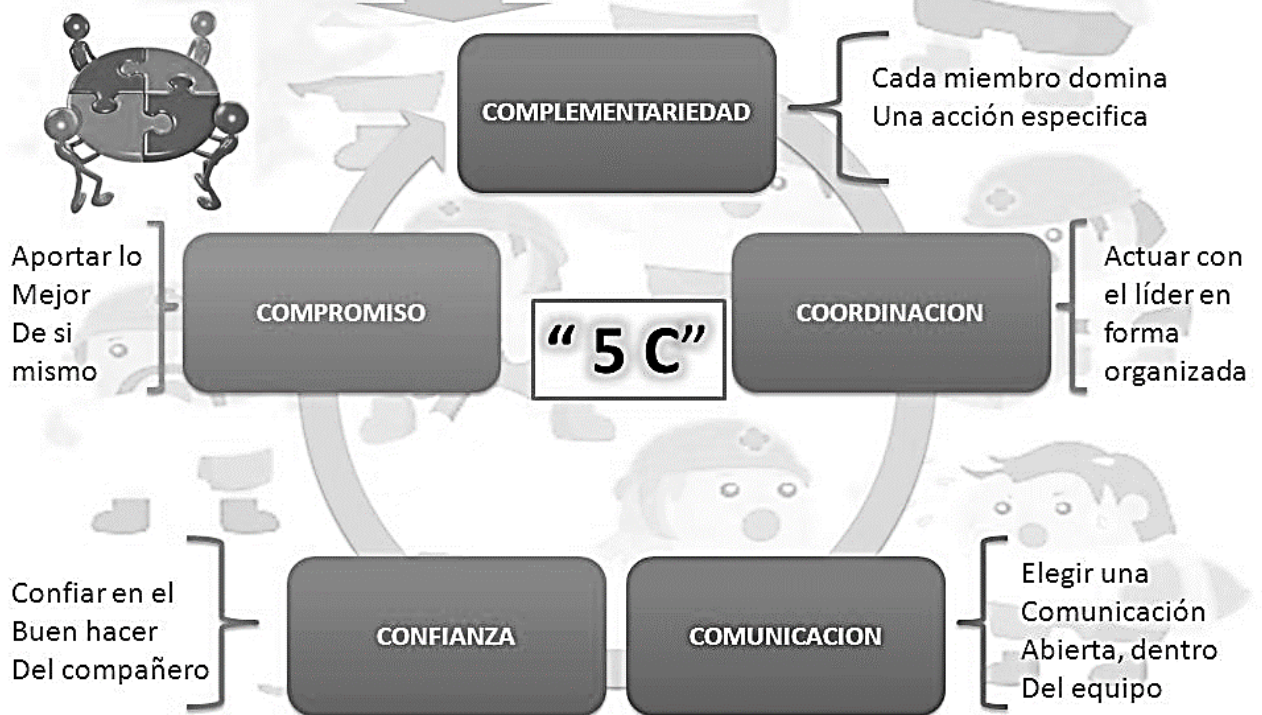 COMPLEMENTARIEDAD
Cada miembro domina
Una acción especifica
COORDINACION
Actuar con
el líder en
forma
organizada
COMUNICACION
Elegir una
Comunicación
Abierta, dentro
Del equipo
CONFIANZA
Confiar en el
Buen hacer
Del compañero
COMPROMISO
Aportar lo
Mejor
De si
mismo
“ 5 C”